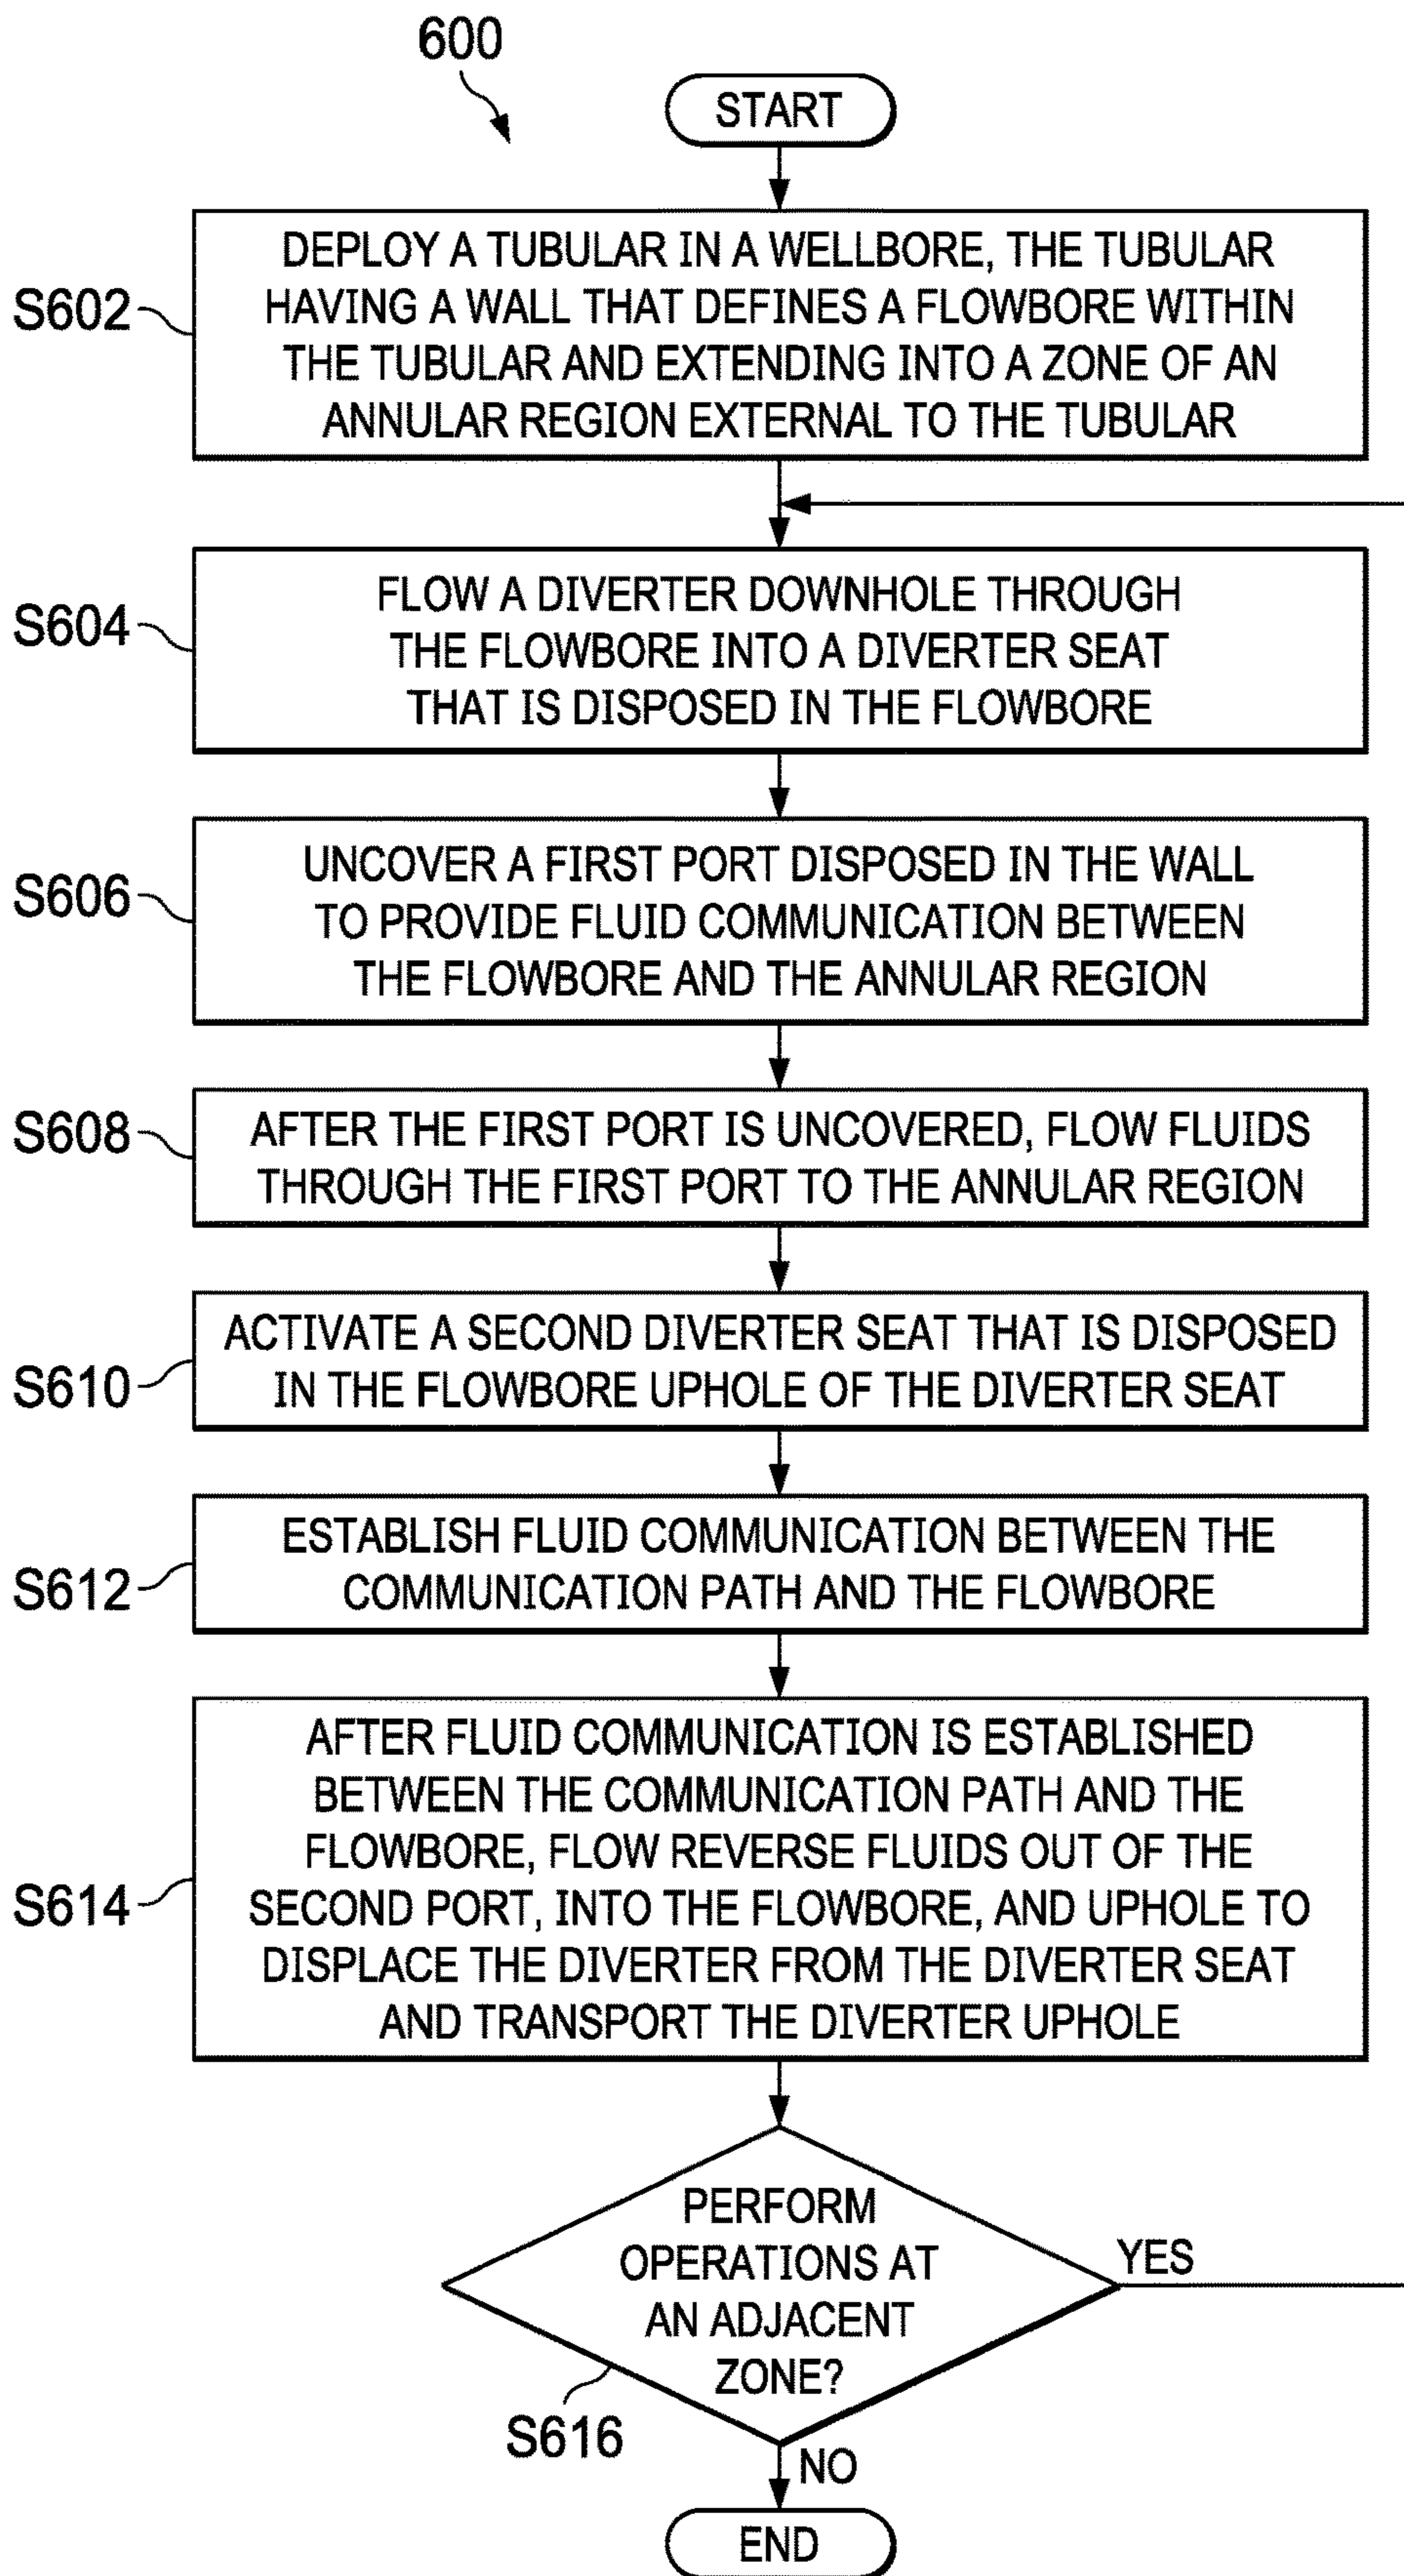 600
START
S602
DEPLOY A TUBULAR IN A WELLBORE, THE TUBULAR
HAVING A WALL THAT DEFINES A FLOWBORE WITHIN
THE TUBULAR AND EXTENDING INTO A ZONE OF AN
ANNULAR REGION EXTERNAL TO THE TUBULAR
S604
FLOW A DIVERTER DOWNHOLE THROUGH
THE FLOWBORE INTO A DIVERTER SEAT
THAT IS DISPOSED IN THE FLOWBORE
S606
UNCOVER A FIRST PORT DISPOSED IN THE WALL
TO PROVIDE FLUID COMMUNICATION BETWEEN
THE FLOWBORE AND THE ANNULAR REGION
S608
AFTER THE FIRST PORT IS UNCOVERED, FLOW FLUIDS
THROUGH THE FIRST PORT TO THE ANNULAR REGION
S610
ACTIVATE A SECOND DIVERTER SEAT THAT IS DISPOSED
IN THE FLOWBORE UPHOLE OF THE DIVERTER SEAT
S612
ESTABLISH FLUID COMMUNICATION BETWEEN THE
COMMUNICATION PATH AND THE FLOWBORE
S614
AFTER FLUID COMMUNICATION IS ESTABLISHED
BETWEEN THE COMMUNICATION PATH AND THE
FLOWBORE, FLOW REVERSE FLUIDS OUT OF THE
SECOND PORT, INTO THE FLOWBORE, AND UPHOLE TO
DISPLACE THE DIVERTER FROM THE DIVERTER SEAT
AND TRANSPORT THE DIVERTER UPHOLE
PERFORM
OPERATIONS AT
AN ADJACENT
ZONE?
YES
S616
NO
END